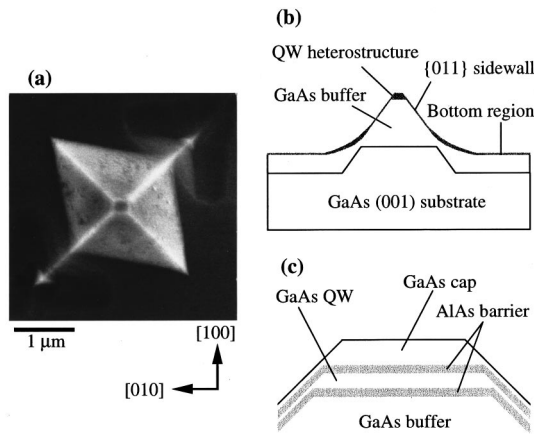 (a)
1 μm
[100]
[010]
(b)
QW heterostructure
{011} sidewall
GaAs buffer
Bottom region
GaAs (001) substrate
(c)
GaAs cap
GaAs QW
AlAs barrier
GaAs buffer